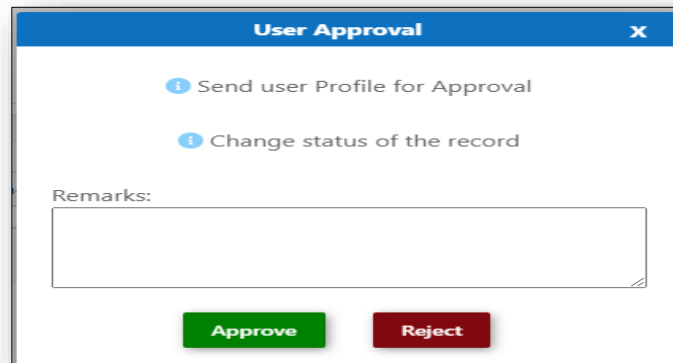 User Approval X
Send user Profile for Approval
Change status of the record
Remarks:
Approve Reject